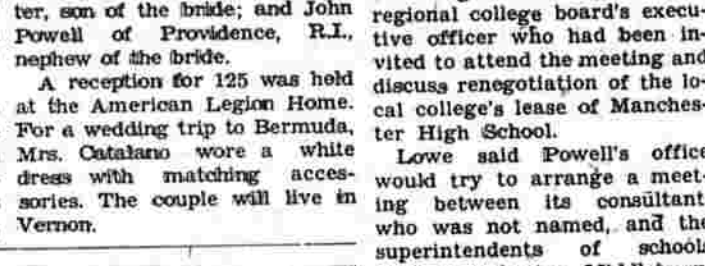 ter, son of the bride; and John
Powell of Providence, R.I.,
nephew of the bride.
A reception for 125 was held
at the American Legion Home.
For a wedding trip to Bermuda,
Mrs. Catalano wore a white
dress with matching acces-
sories. The couple will live in
Vernon.
regional college board's execu-
tive officer who had been in-
vited to attend the meeting and
discuss renegotiation of the lo-
cal college's lease of Manches-
ter High School.
Lowe said Powell's office
would try to arrange a meet-
ing between its consultant
who was not named, and the
superintendents of schools